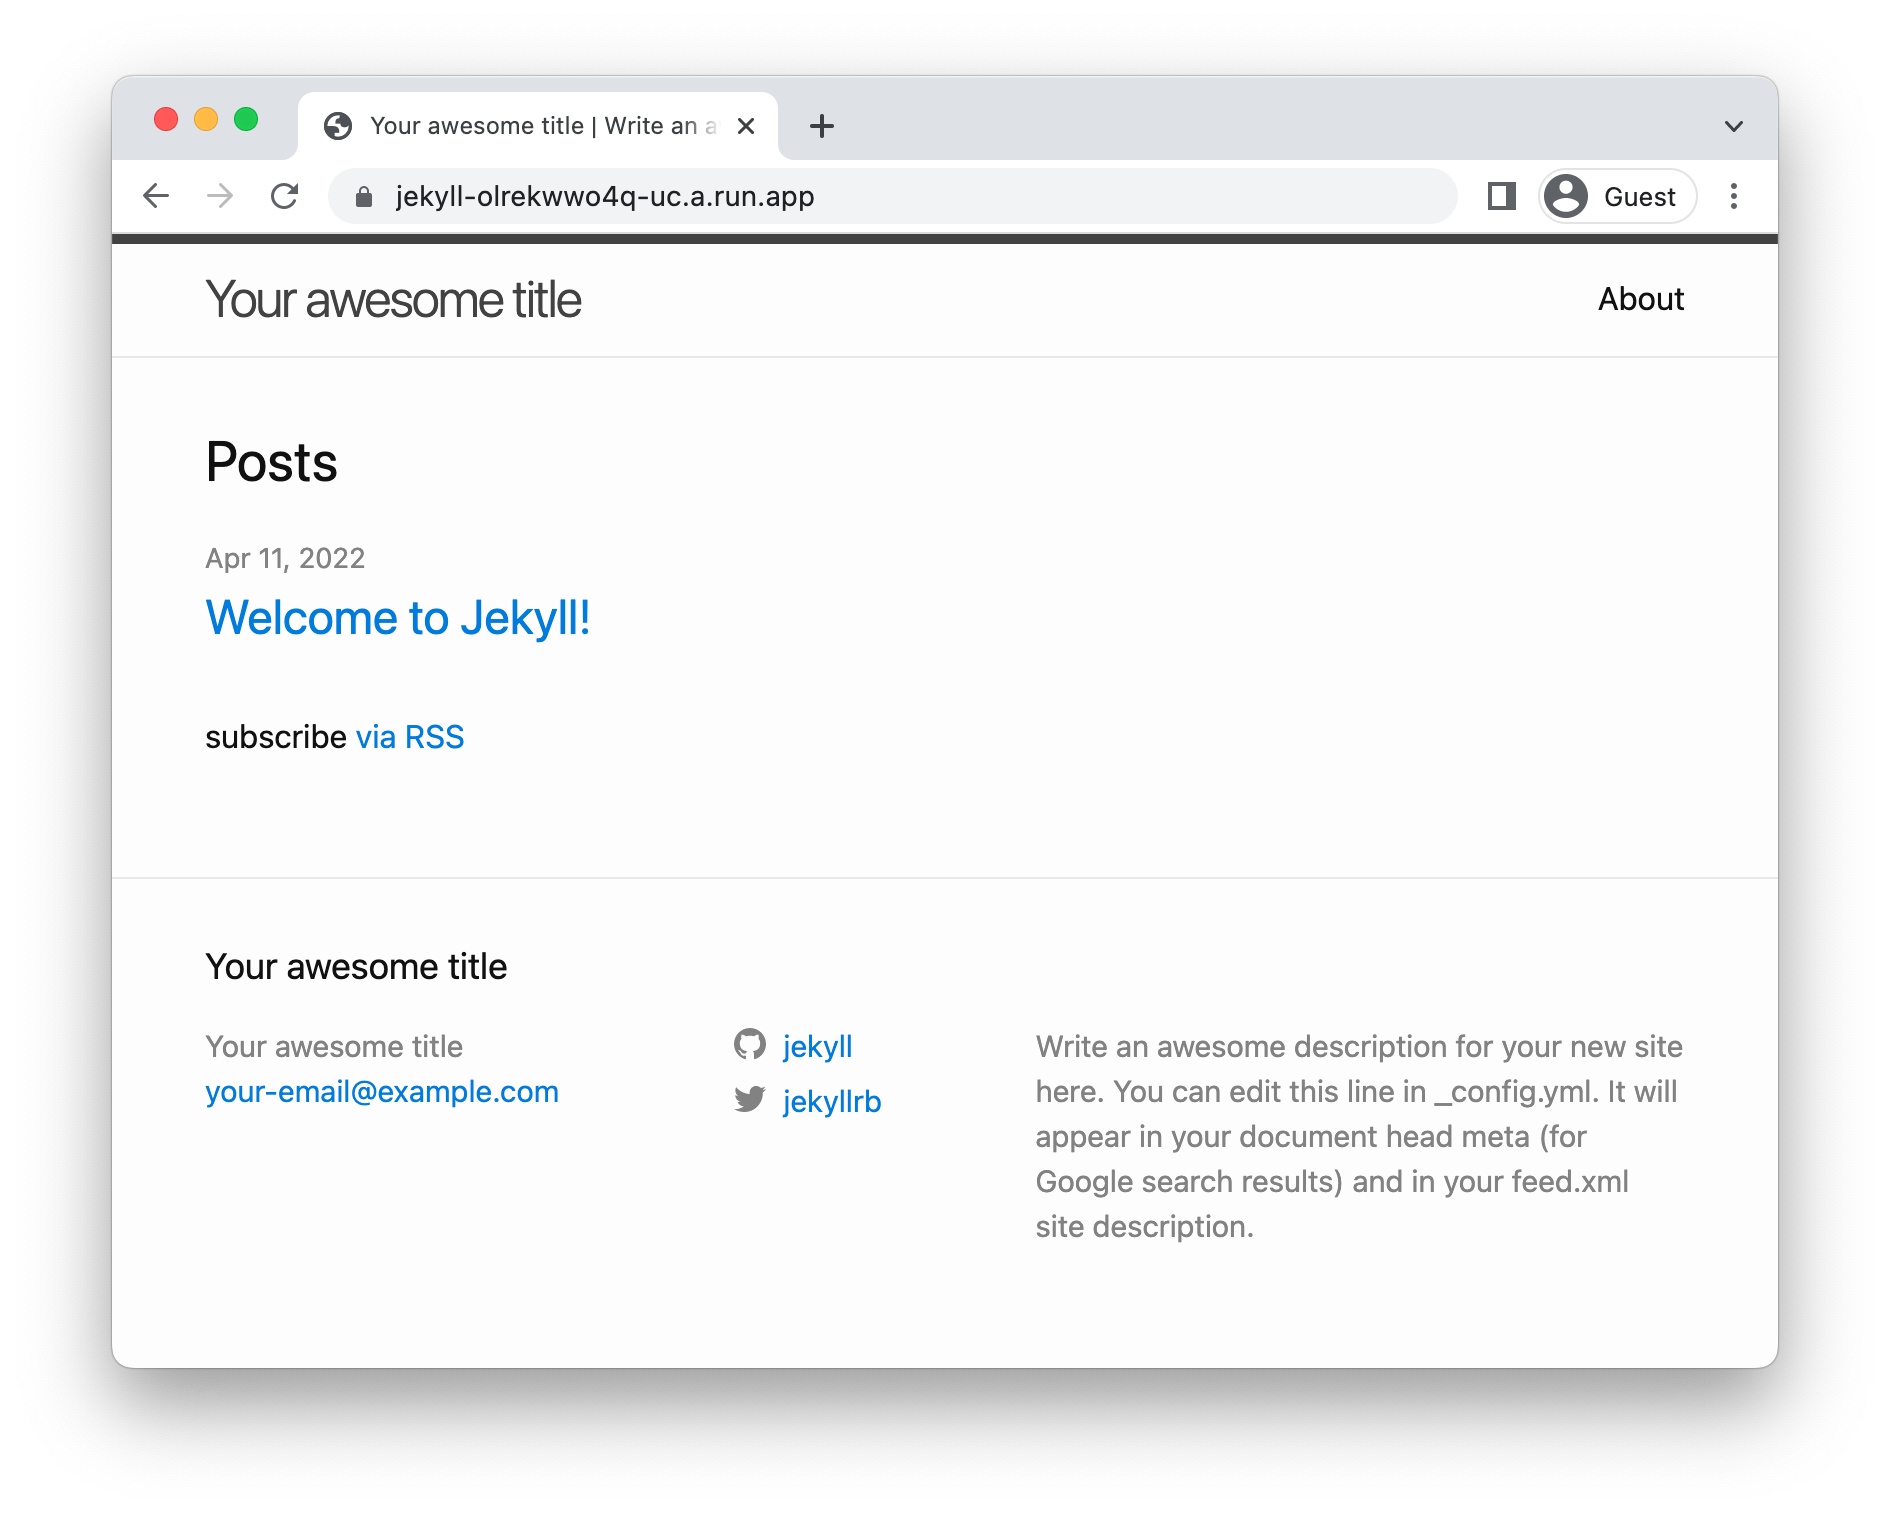 Your awesome title | Write an a
jekyll-olrekwwo4q-uc.a.run.app
Guest
Your awesome title
About
Posts
Apr 11, 2022
Welcome to Jekyll!
subscribe via RSS
Your awesome title
Your awesome title
your-email@example.com
jekyll
jekyllrb
Write an awesome description for your new site
here. You can edit this line in _config.yml. It will
appear in your document head meta (for
Google search results) and in your feed.xml
site description.